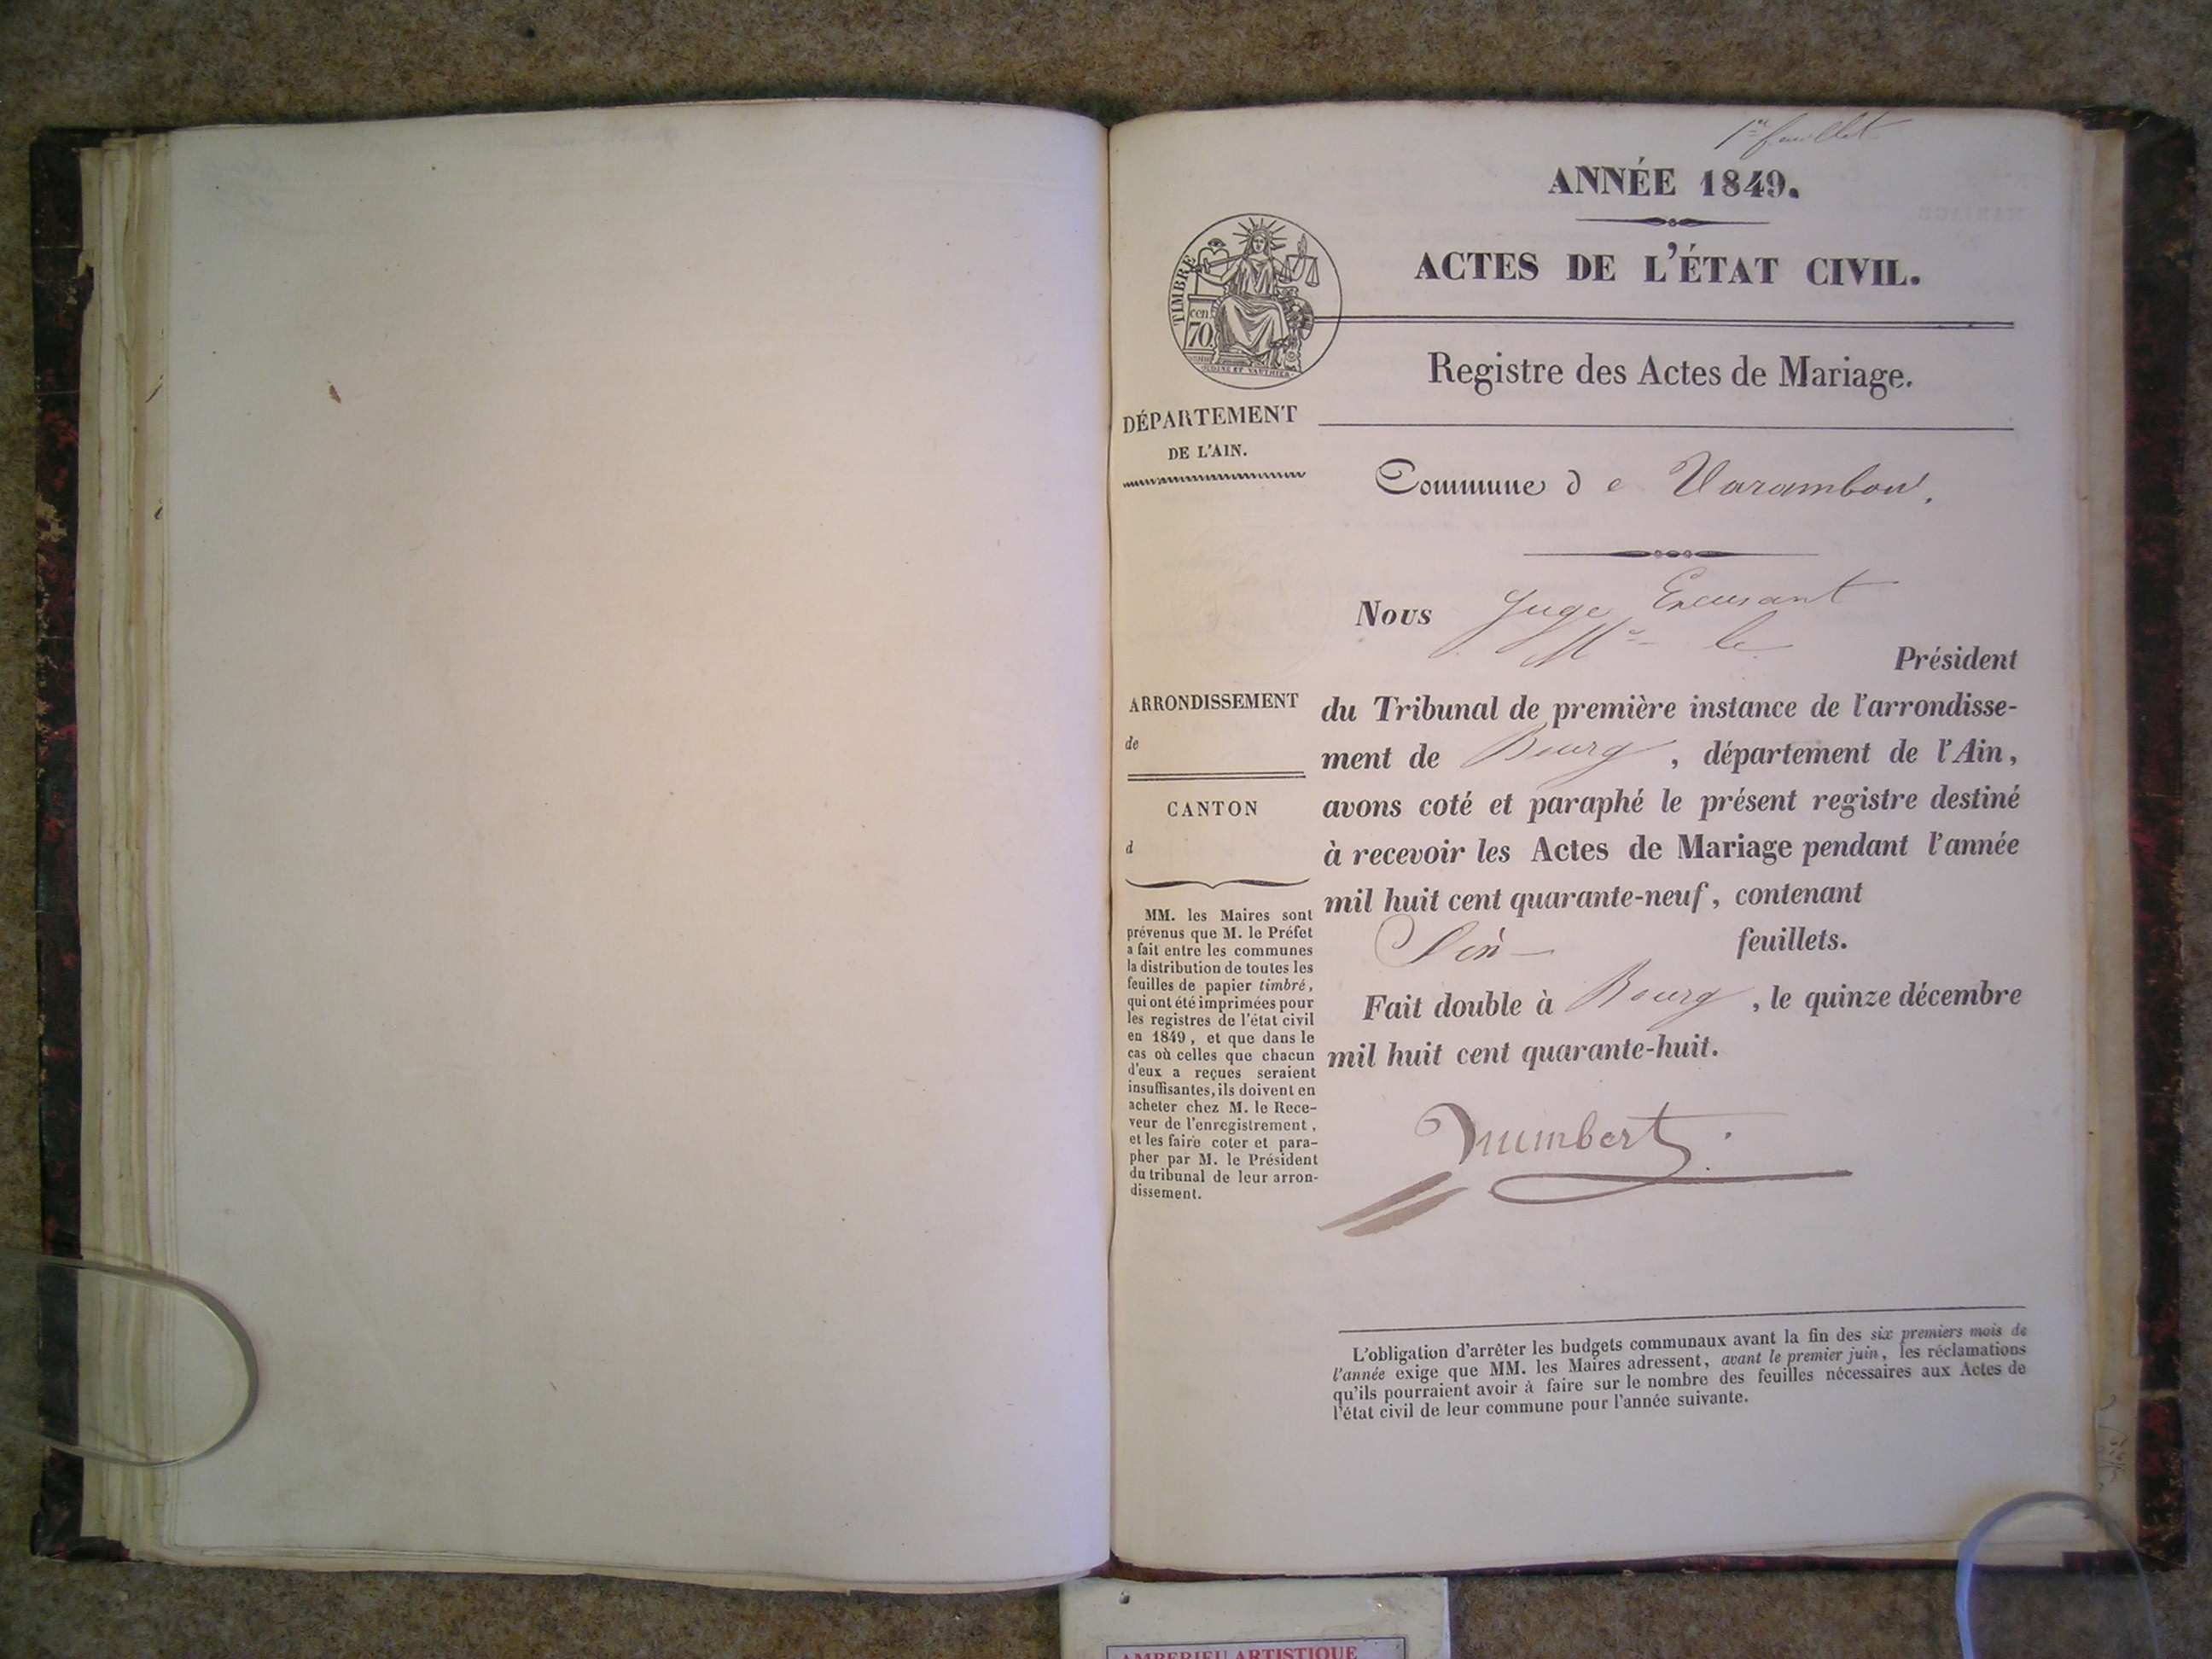 1er feuillet
ANNÉE 1849.
ACTES DE L'ÉTAT CIVIL.
TIMBRE
cen.
70
Registre des Actes de Mariage.
DÉPARTEMENT
DE L'AIN.
Commune de Varambon.
Nous Juge Excusant
Mr le
Président
du Tribunal de première instance de l'arrondisse-
ment de Bourg, département de l'Ain,
avons coté et paraphé le présent registre destiné
à recevoir les Actes de Mariage pendant l'année
mil huit cent quarante-neuf, contenant
feuillets.
Fait double à Bourg, le quinze décembre
mil huit cent quarante-huit.
Humbert
ARRONDISSEMENT
de
CANTON
d
MM. les Maires sont
prévenus que M. le Préfet
a fait entre les communes
la distribution de toutes les
feuilles de papier timbré,
qui ont été imprimées pour
les registres de l'état civil
en 1849, et que dans le
cas où celles que chacun
d'eux a reçues seraient
insuffisantes, ils doivent en
acheter chez M. le Rece-
veur de l'enregistrement,
et les faire coter et para-
pher par M. le Président
du tribunal de leur arron-
dissement.
L'obligation d'arrêter les budgets communaux avant la fin des six premiers mois de
l'année exige que MM. les Maires adressent, avant le premier juin, les réclamations
qu'ils pourraient avoir à faire sur le nombre des feuilles nécessaires aux Actes de
l'état civil de leur commune pour l'année suivante.
AMBERIEU ARTISTIQUE